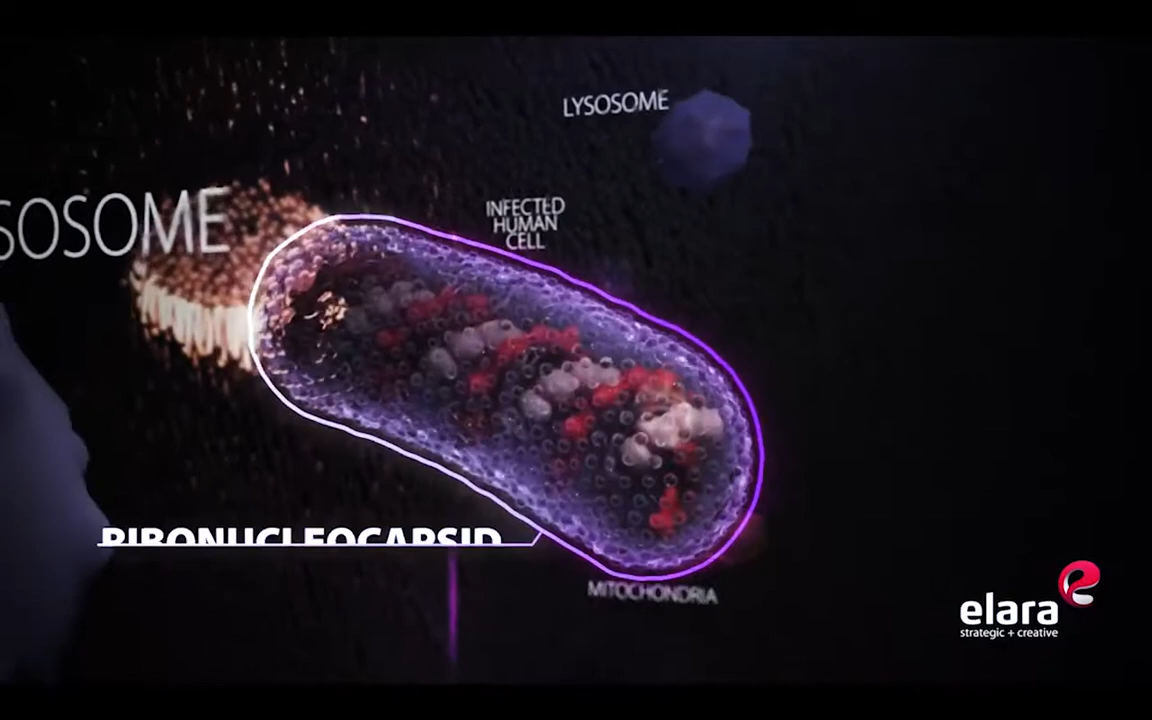 LYSOSOME
SOSOME
INFECTED
HUMAN
CELL
RIBONUCLEOCAPSID
MITOCHONDRIA
elara
strategic + creative